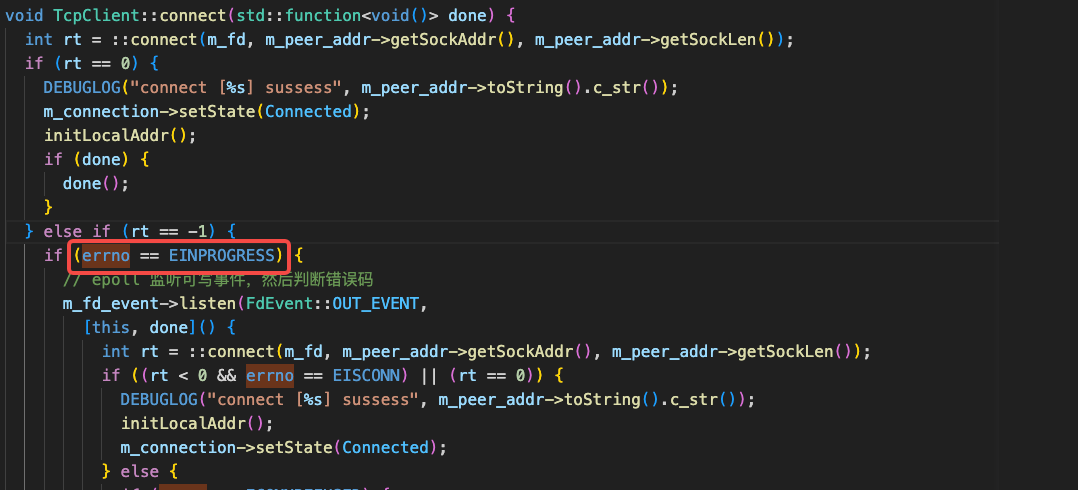 void TcpClient::connect(std::function<void()> done) {
int rt = ::connect(m_fd, m_peer_addr->getSockAddr(), m_peer_addr->getSockLen());
if (rt == 0) {
DEBUGLOG("connect [%s] sussess", m_peer_addr->toString().c_str());
m_connection->setState(Connected);
initLocalAddr();
if (done) {
done();
}
} else if (rt == -1) {
if (errno == EINPROGRESS) {
// epoll 监听可写事件，然后判断错误码
m_fd_event->listen(FdEvent::OUT_EVENT,
[this, done]() {
int rt = ::connect(m_fd, m_peer_addr->getSockAddr(), m_peer_addr->getSockLen());
if ((rt < 0 && errno == EISCONN) || (rt == 0)) {
DEBUGLOG("connect [%s] sussess", m_peer_addr->toString().c_str());
initLocalAddr();
m_connection->setState(Connected);
} else {